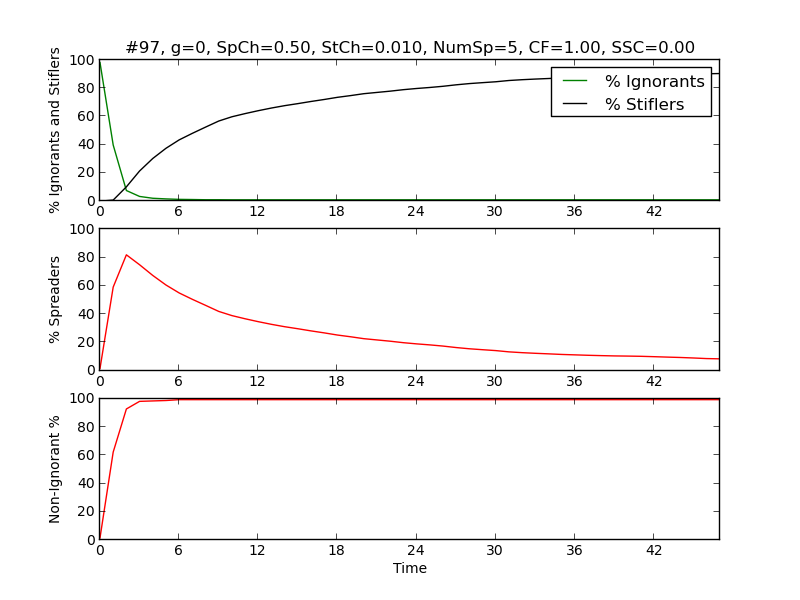 #97, g=0, SpCh=0.50, StCh=0.010, NumSp=5, CF=1.00, SSC=0.00
% Ignorants and Stiflers
100
80
60
40
20
0
% Ignorants
% Stiflers
0 6 12 18 24 30 36 42
% Spreaders
100
80
60
40
20
0
0 6 12 18 24 30 36 42
Non-Ignorant %
100
80
60
40
20
0
0 6 12 18 24 30 36 42
Time